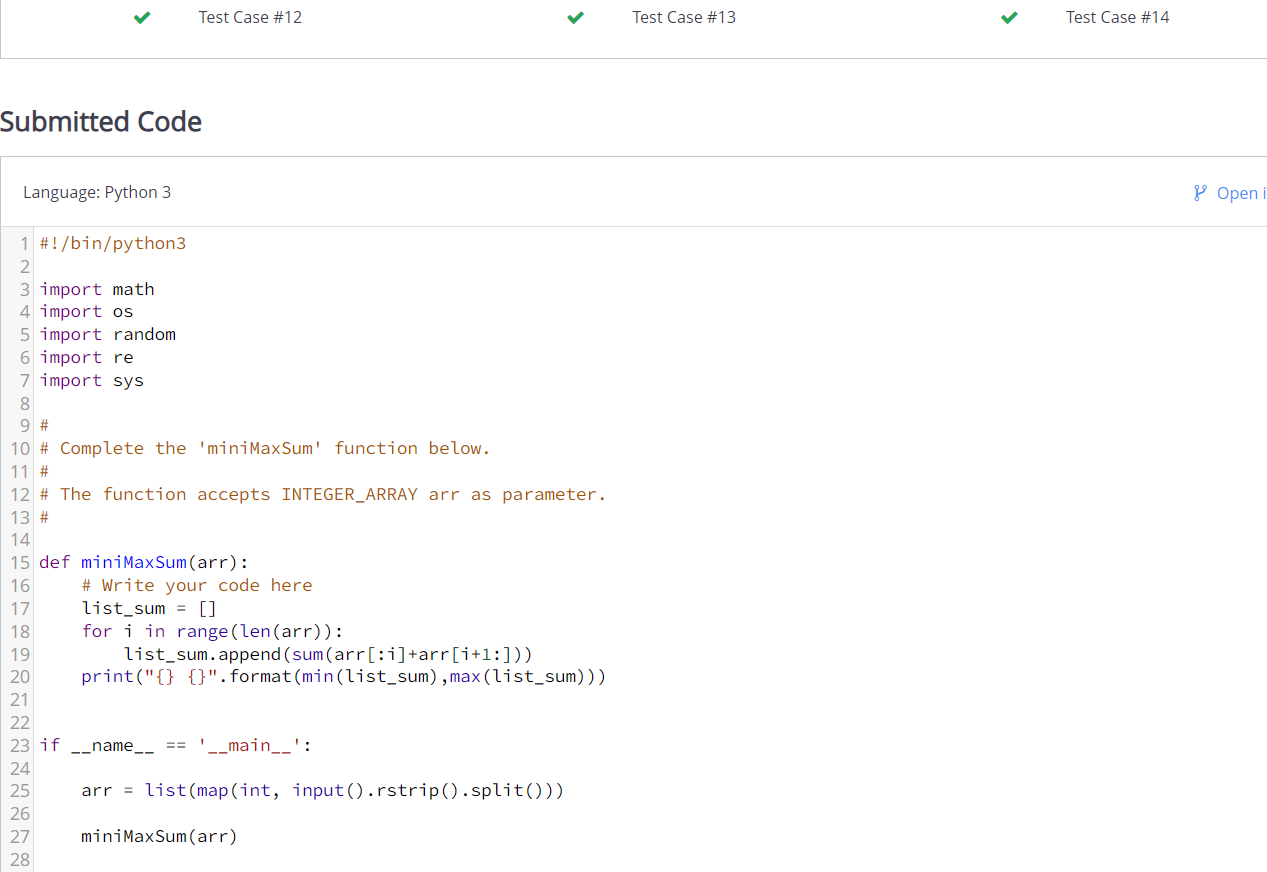 Test Case #12 Test Case #13 Test Case #14
Submitted Code
Language: Python 3 Open i
1 #!/bin/python3
2
3 import math
4 import os
5 import random
6 import re
7 import sys
8
9 #
10 # Complete the 'miniMaxSum' function below.
11 #
12 # The function accepts INTEGER_ARRAY arr as parameter.
13 #
14
15 def miniMaxSum(arr):
16     # Write your code here
17     list_sum = []
18     for i in range(len(arr)):
19         list_sum.append(sum(arr[:i]+arr[i+1:]))
20     print("{} {}".format(min(list_sum),max(list_sum)))
21
22
23 if __name__ == '__main__':
24
25     arr = list(map(int, input().rstrip().split()))
26
27     miniMaxSum(arr)
28